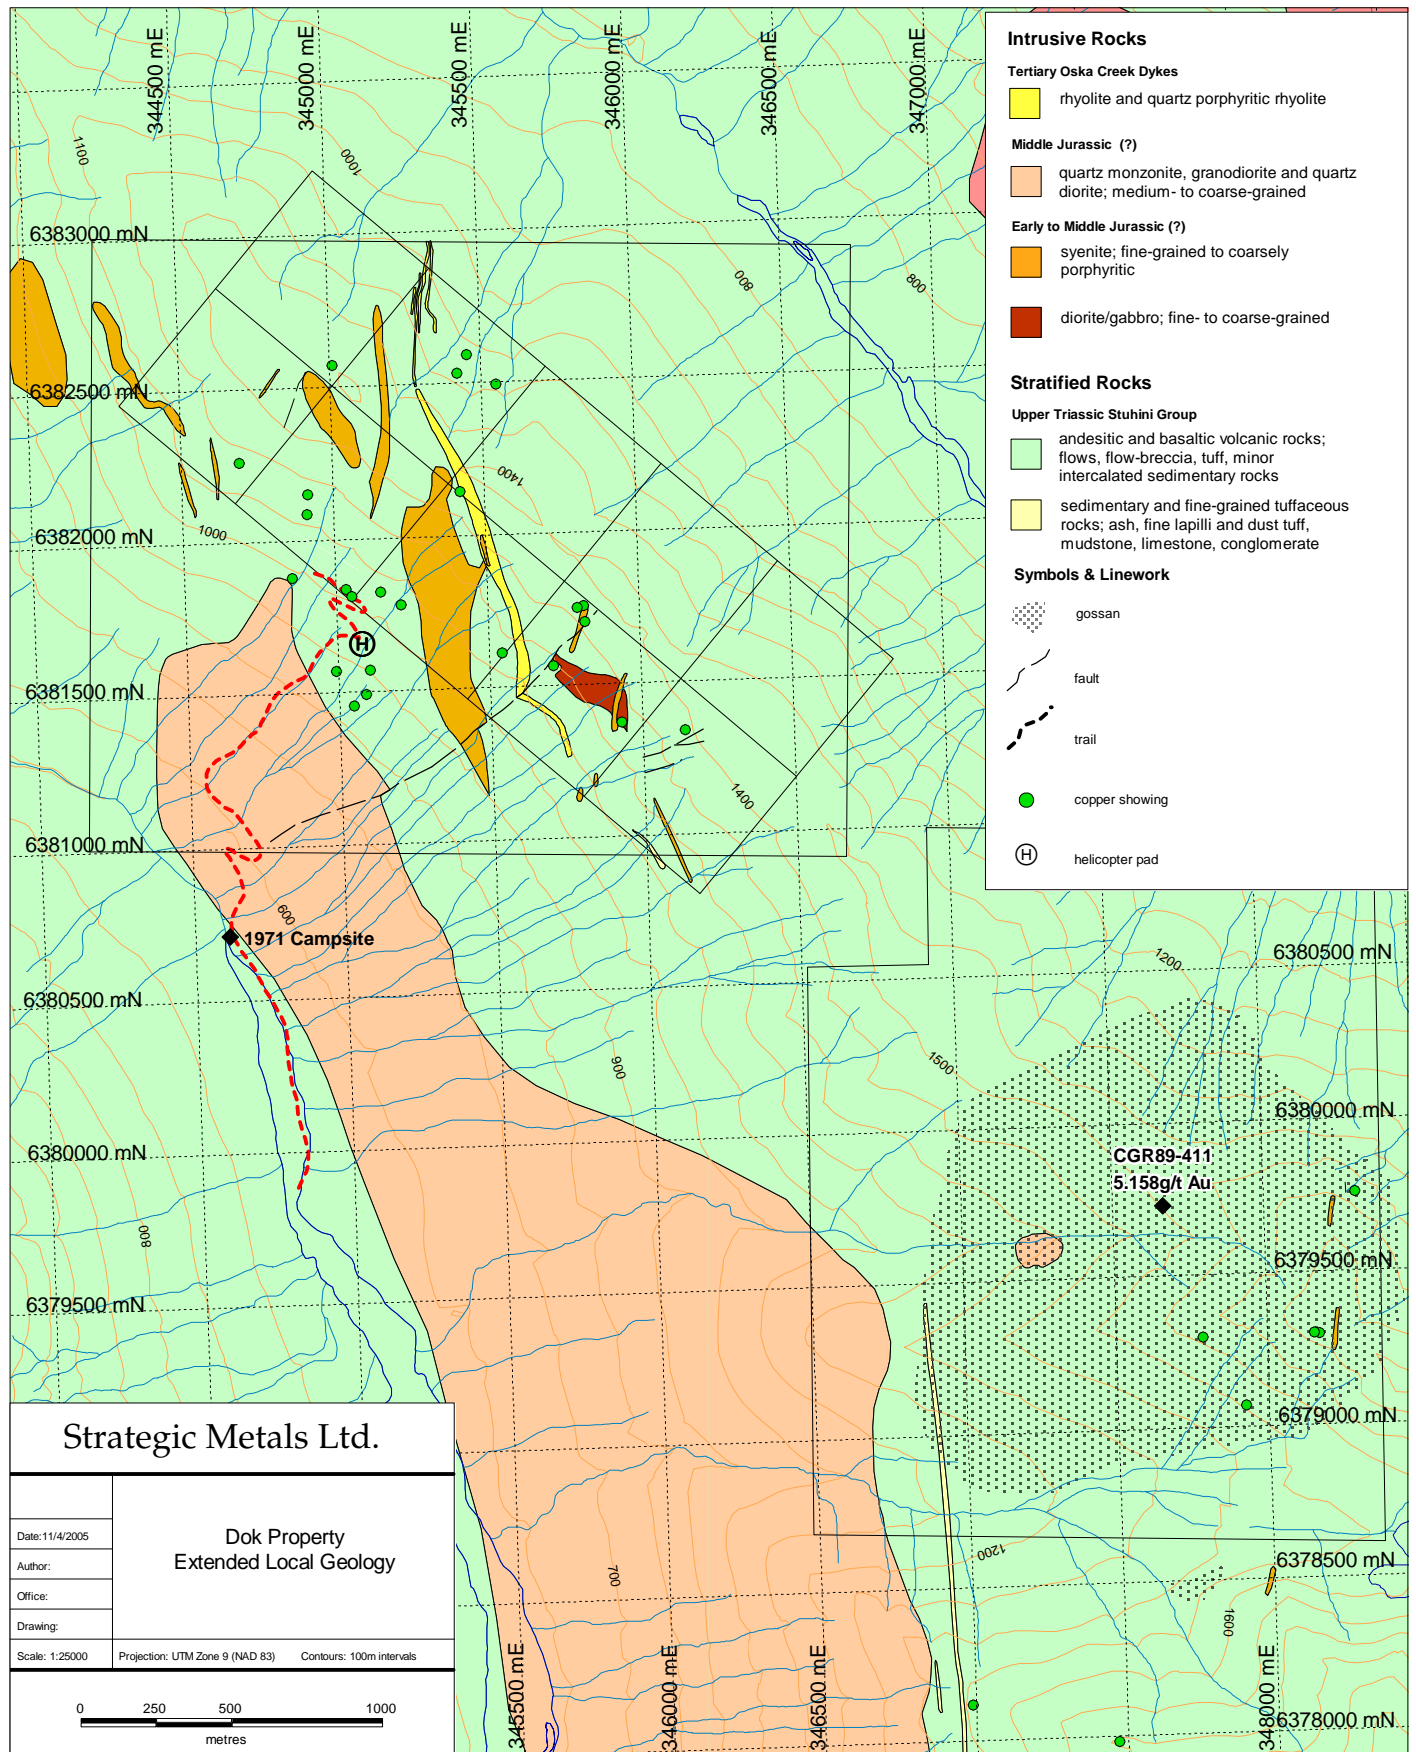 344500 mE
345000 mE
345500 mE
346000 mE
346500 mE
347000 mE
1100
1000
6383000 mN
800
800
6382500 mN
1400
1000
6382000 mN
H
6381500 mN
1400
6381000 mN
600
1971 Campsite
6380500 mN
900
6380000 mN
800
6379500 mN
1200
6380500 mN
1500
6380000 mN
CGR89-411
5.158g/t Au
6379500 mN
6379000 mN
1200
6378500 mN
700
1600
345500 mE
346000 mE
346500 mE
348000 mE
6378000 mN
Intrusive Rocks
Tertiary Oska Creek Dykes
rhyolite and quartz porphyritic rhyolite
Middle Jurassic (?)
quartz monzonite, granodiorite and quartz
diorite; medium- to coarse-grained
Early to Middle Jurassic (?)
syenite; fine-grained to coarsely
porphyritic
diorite/gabbro; fine- to coarse-grained
Stratified Rocks
Upper Triassic Stuhini Group
andesitic and basaltic volcanic rocks;
flows, flow-breccia, tuff, minor
intercalated sedimentary rocks
sedimentary and fine-grained tuffaceous
rocks; ash, fine lapilli and dust tuff,
mudstone, limestone, conglomerate
Symbols & Linework
gossan
fault
trail
copper showing
H
helicopter pad
Strategic Metals Ltd.
Dok Property
Extended Local Geology
Date:11/4/2005
Author:
Office:
Drawing:
Scale: 1:25000
Projection: UTM Zone 9 (NAD 83)
Contours: 100m intervals
0 250 500 1000
metres